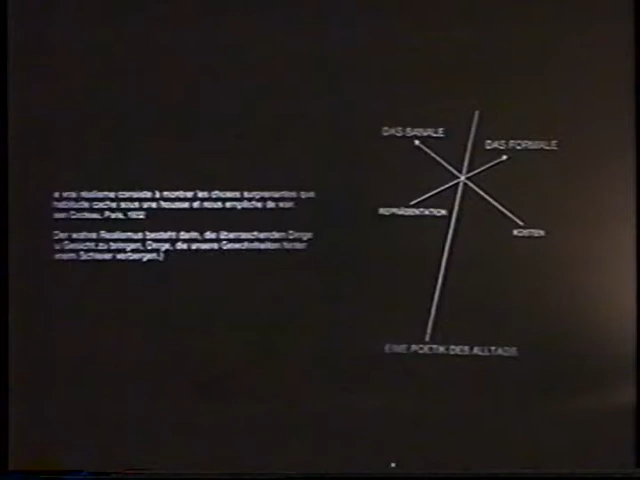 e vrai réalisme consiste à montrer les choses surprenantes que
habitude cache sous une housse et nous empêche de voir.
ean Cocteau, Paris, 1922
Der wahre Realismus besteht darin, die überraschenden Dinge
u Gesicht zu bringen, Dinge, die unsere Gewohnheiten hinter
inem Schleier verbergen.]
DAS BANALE
DAS FORMALE
REPRÄSENTATION
KOSTEN
EINE POETIK DES ALLTAGS